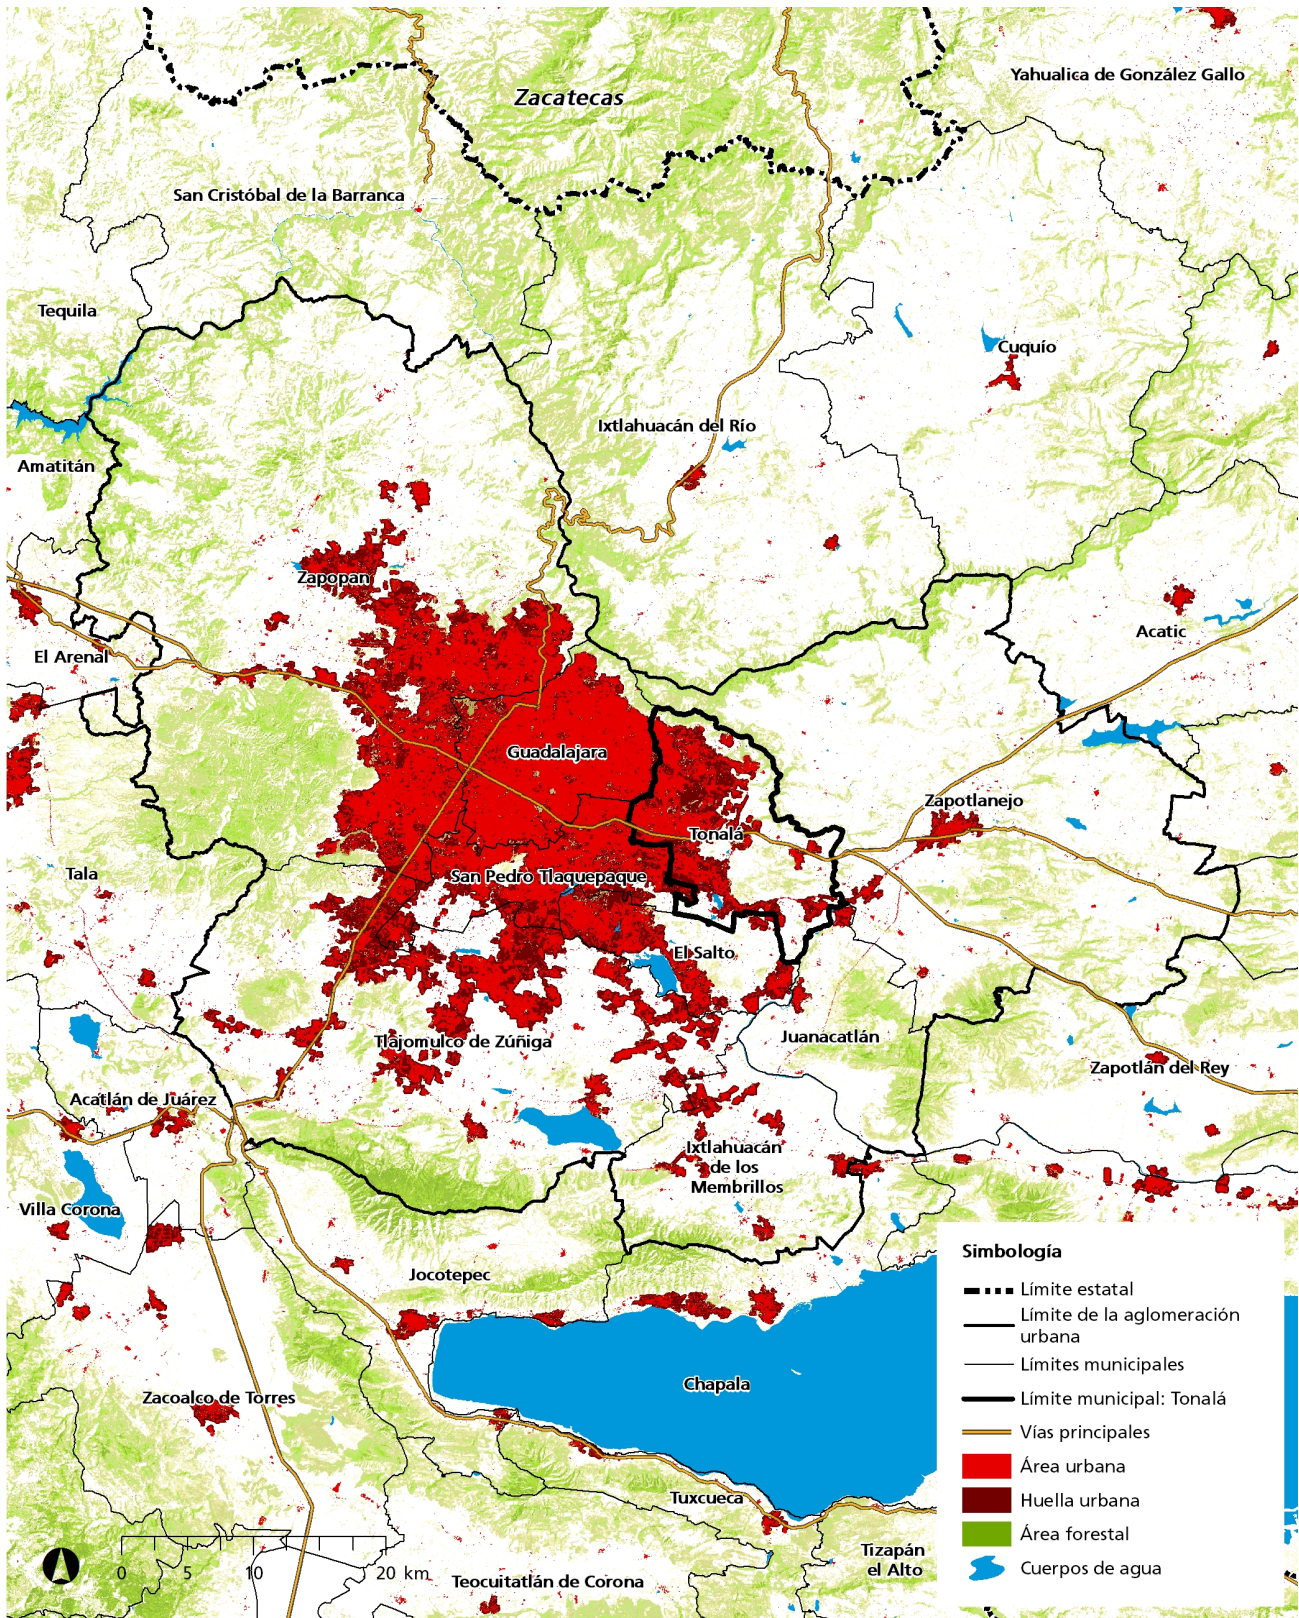 Yahualica de González Gallo
Zacatecas
San Cristóbal de la Barranca
Tequila
Cuquío
Ixtlahuacán del Río
Amatitán
Zapopan
Acatic
El Arenal
Guadalajara
Zapotlanejo
Tonalá
Tala
San Pedro Tlaquepaque
El Salto
Juanacatlán
Tlajomulco de Zúñiga
Zapotlán del Rey
Acatlán de Juárez
Ixtlahuacán
de los
Membrillos
Villa Corona
Jocotepec
Chapala
Zacoalco de Torres
Tuxcueca
Tizapán
el Alto
Teocuitatlán de Corona
0 5 10 20 km
Simbología
Límite estatal
Límite de la aglomeración
urbana
Límites municipales
Límite municipal: Tonalá
Vías principales
Área urbana
Huella urbana
Área forestal
Cuerpos de agua